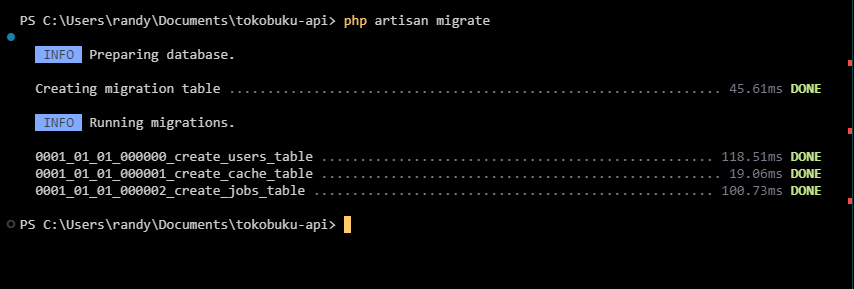 PS C:\Users\randy\Documents\tokobuku-api> php artisan migrate
INFO Preparing database.
Creating migration table ................................................................. 45.61ms DONE
INFO Running migrations.
0001_01_01_000000_create_users_table .................................................... 118.51ms DONE
0001_01_01_000001_create_cache_table ..................................................... 19.06ms DONE
0001_01_01_000002_create_jobs_table ..................................................... 100.73ms DONE
PS C:\Users\randy\Documents\tokobuku-api>